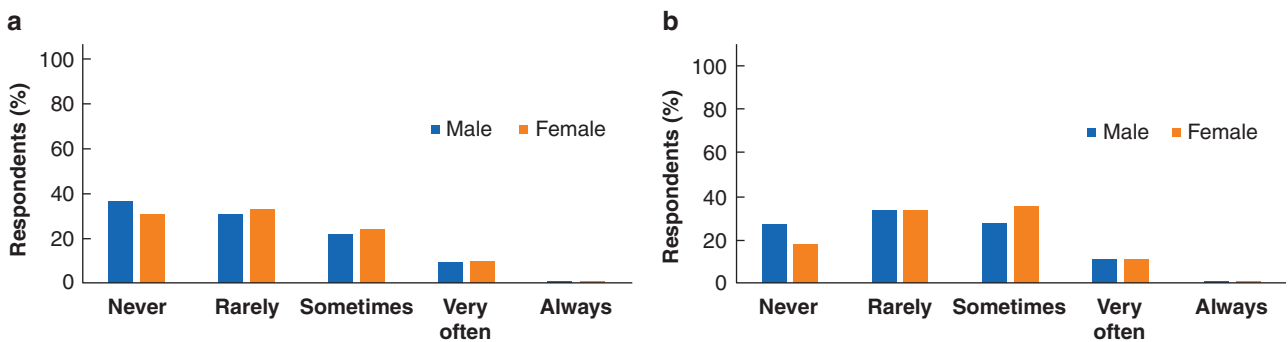 a
Respondents (%)
100
80
60
40
20
0
Male
Female
Never
Rarely
Sometimes
Very
often
Always
b
Respondents (%)
100
80
60
40
20
0
Male
Female
Never
Rarely
Sometimes
Very
often
Always